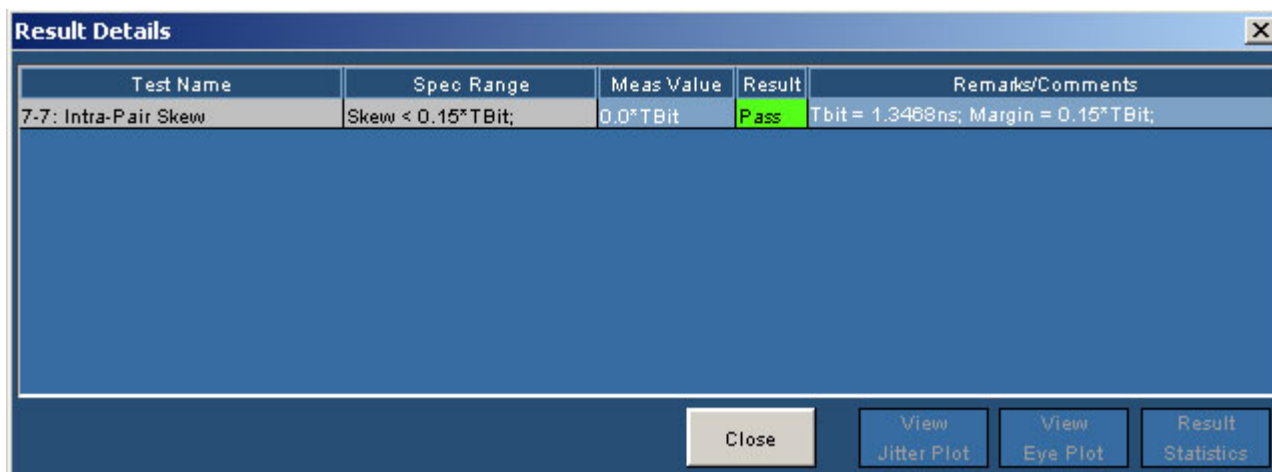 Result Details
Test Name Spec Range Meas Value Result Remarks/Comments
7-7: Intra-Pair Skew Skew < 0.15*TBit; 0.0*TBit Pass Tbit = 1.3468ns; Margin = 0.15*TBit;
Close View Jitter Plot View Eye Plot Result Statistics